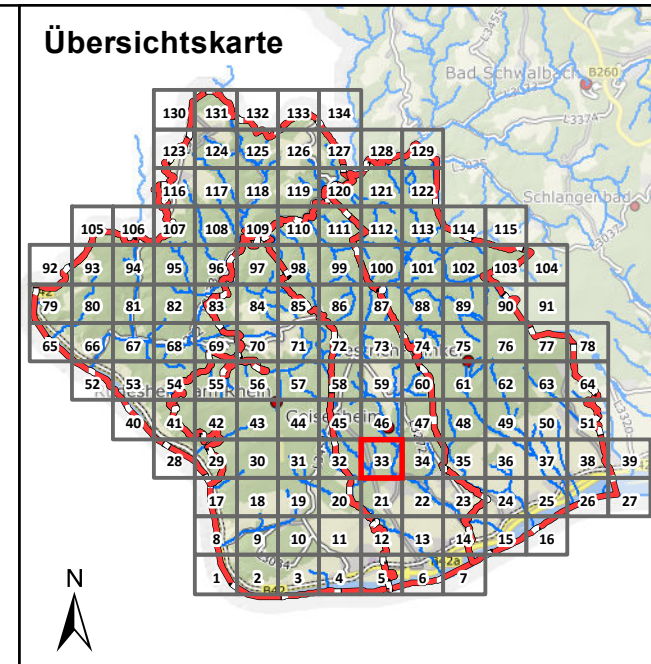 Übersichtskarte
L3455
Bad Schwalbach
B260
L3374
130 131 132 133 134
123 124 125 126 127 128 129
L3035
116 117 118 119 120 121 122
Schlangenbad
105 106 107 108 109 110 111 112 113 114 115
L3037
92 93 94 95 96 97 98 99 100 101 102 103 104
79 80 81 82 83 84 85 86 87 88 89 90 91
65 66 67 68 69 70 71 72 73 74 75 76 77 78
52 53 54 55 56 57 58 59 60 61 62 63 64
Geisenheim
40 41 42 43 44 45 46 47 48 49 50 51
L3320
28 29 30 31 32 33 34 35 36 37 38 39
17 18 19 20 21 22 23 24 25 26 27
8 9 10 11 12 13 14 15 16
L3034
B42a
1 2 3 4 5 6 7
B42
N